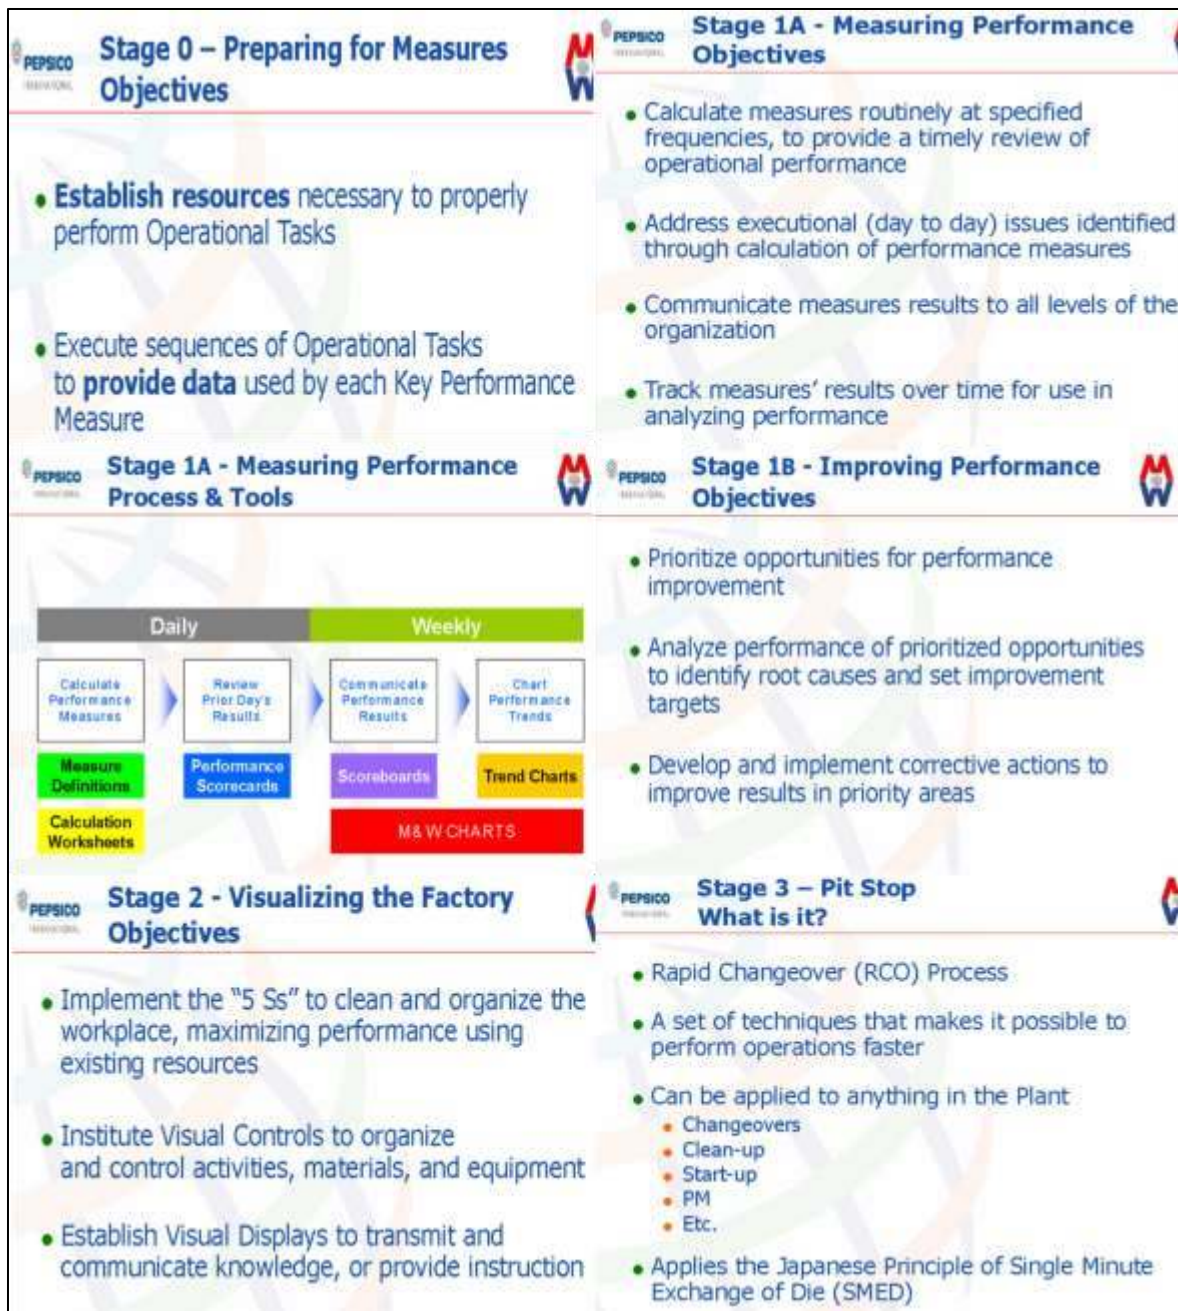 PEPSICO
Stage 0 – Preparing for Measures
Objectives
Establish resources necessary to properly
perform Operational Tasks
Execute sequences of Operational Tasks
to provide data used by each Key Performance
Measure
PEPSICO
Stage 1A - Measuring Performance
Objectives
Calculate measures routinely at specified
frequencies, to provide a timely review of
operational performance
Address executional (day to day) issues identified
through calculation of performance measures
Communicate measures results to all levels of the
organization
Track measures' results over time for use in
analyzing performance
PEPSICO
Stage 1A - Measuring Performance
Process & Tools
MW
Daily
Weekly
Calculate
Performance
Measures
Review
Prior Day's
Results
Communicate
Performance
Results
Chart
Performance
Trends
Measure
Definitions
Performance
Scorecards
Scoreboards
Trend Charts
Calculation
Worksheets
M&W CHARTS
PEPSICO
Stage 1B - Improving Performance
Objectives
MW
Prioritize opportunities for performance
improvement
Analyze performance of prioritized opportunities
to identify root causes and set improvement
targets
Develop and implement corrective actions to
improve results in priority areas
PEPSICO
Stage 2 - Visualizing the Factory
Objectives
Implement the "5 Ss" to clean and organize the
workplace, maximizing performance using
existing resources
Institute Visual Controls to organize
and control activities, materials, and equipment
Establish Visual Displays to transmit and
communicate knowledge, or provide instruction
PEPSICO
Stage 3 – Pit Stop
What is it?
Rapid Changeover (RCO) Process
A set of techniques that makes it possible to
perform operations faster
Can be applied to anything in the Plant
Changeovers
Clean-up
Start-up
PM
Etc.
Applies the Japanese Principle of Single Minute
Exchange of Die (SMED)